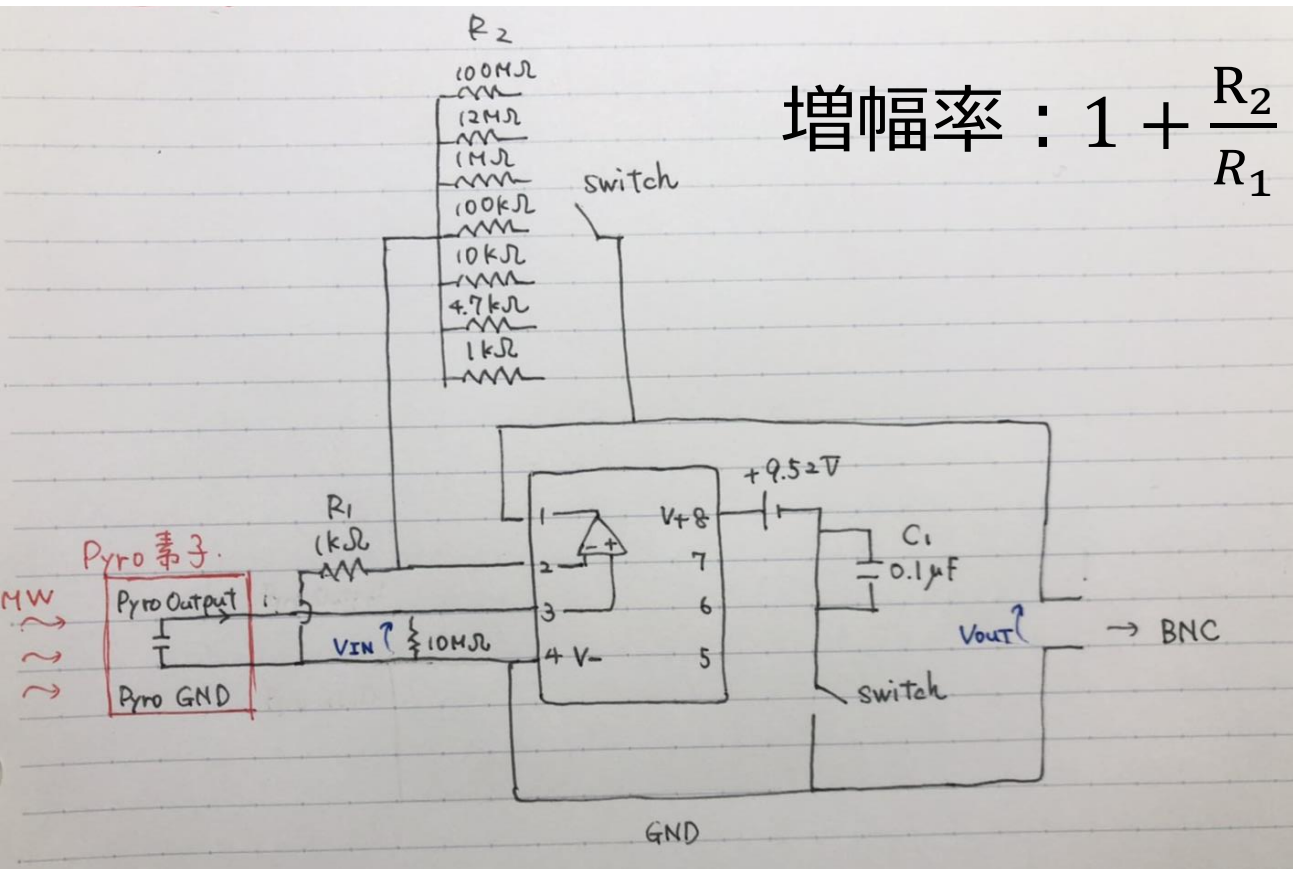 R2
100MΩ
12MΩ
1MΩ
100kΩ
10kΩ
4.7kΩ
1kΩ
switch
増幅率：1 + R2/R1
R1
1kΩ
Pyro素子.
MW
Pyro Output
Pyro GND
VIN
10MΩ
1
2
3
4 V-
- +
V+ 8
7
6
5
+9.52V
C1
0.1μF
switch
VOUT
→ BNC
GND